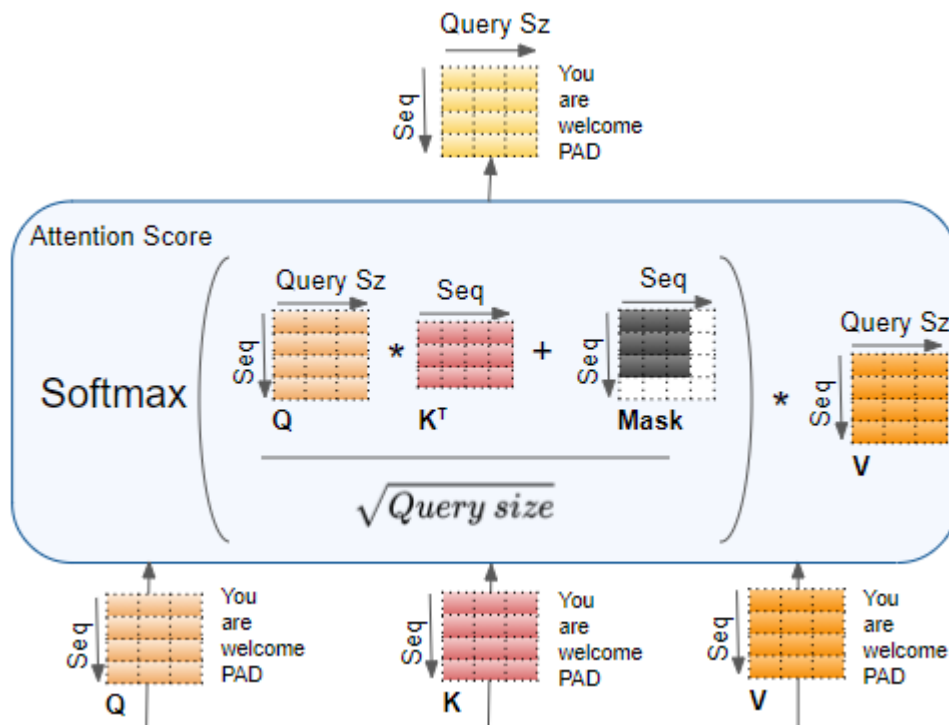 Query Sz
Seq
You
are
welcome
PAD
Attention Score
Softmax
Query Sz
Seq
Q
*
Seq
Kᵀ
+
Seq
Seq
Mask
√Query size
*
Query Sz
Seq
V
Seq
You
are
welcome
PAD
Q
Seq
You
are
welcome
PAD
K
Seq
You
are
welcome
PAD
V